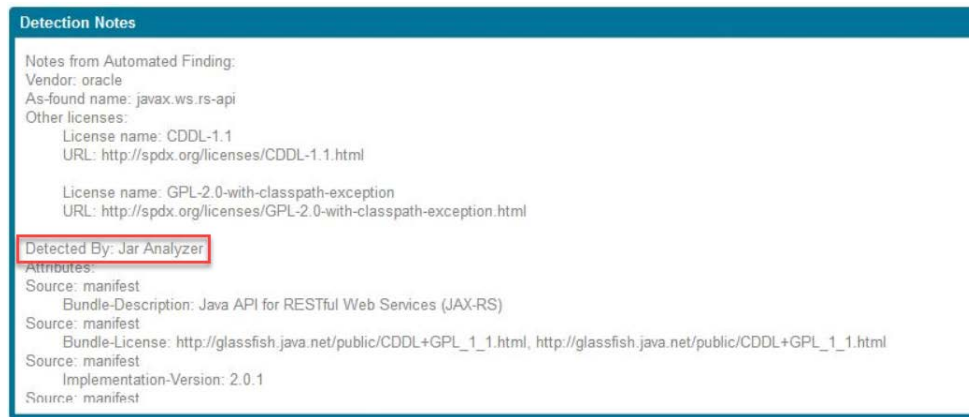 Detection Notes
Notes from Automated Finding:
Vendor: oracle
As-found name: javax.ws.rs-api
Other licenses:
License name: CDDL-1.1
URL: http://spdx.org/licenses/CDDL-1.1.html
License name: GPL-2.0-with-classpath-exception
URL: http://spdx.org/licenses/GPL-2.0-with-classpath-exception.html
Detected By: Jar Analyzer
Attributes:
Source: manifest
Bundle-Description: Java API for RESTful Web Services (JAX-RS)
Source: manifest
Bundle-License: http://glassfish.java.net/public/CDDL+GPL_1_1.html, http://glassfish.java.net/public/CDDL+GPL_1_1.html
Source: manifest
Implementation-Version: 2.0.1
Source: manifest